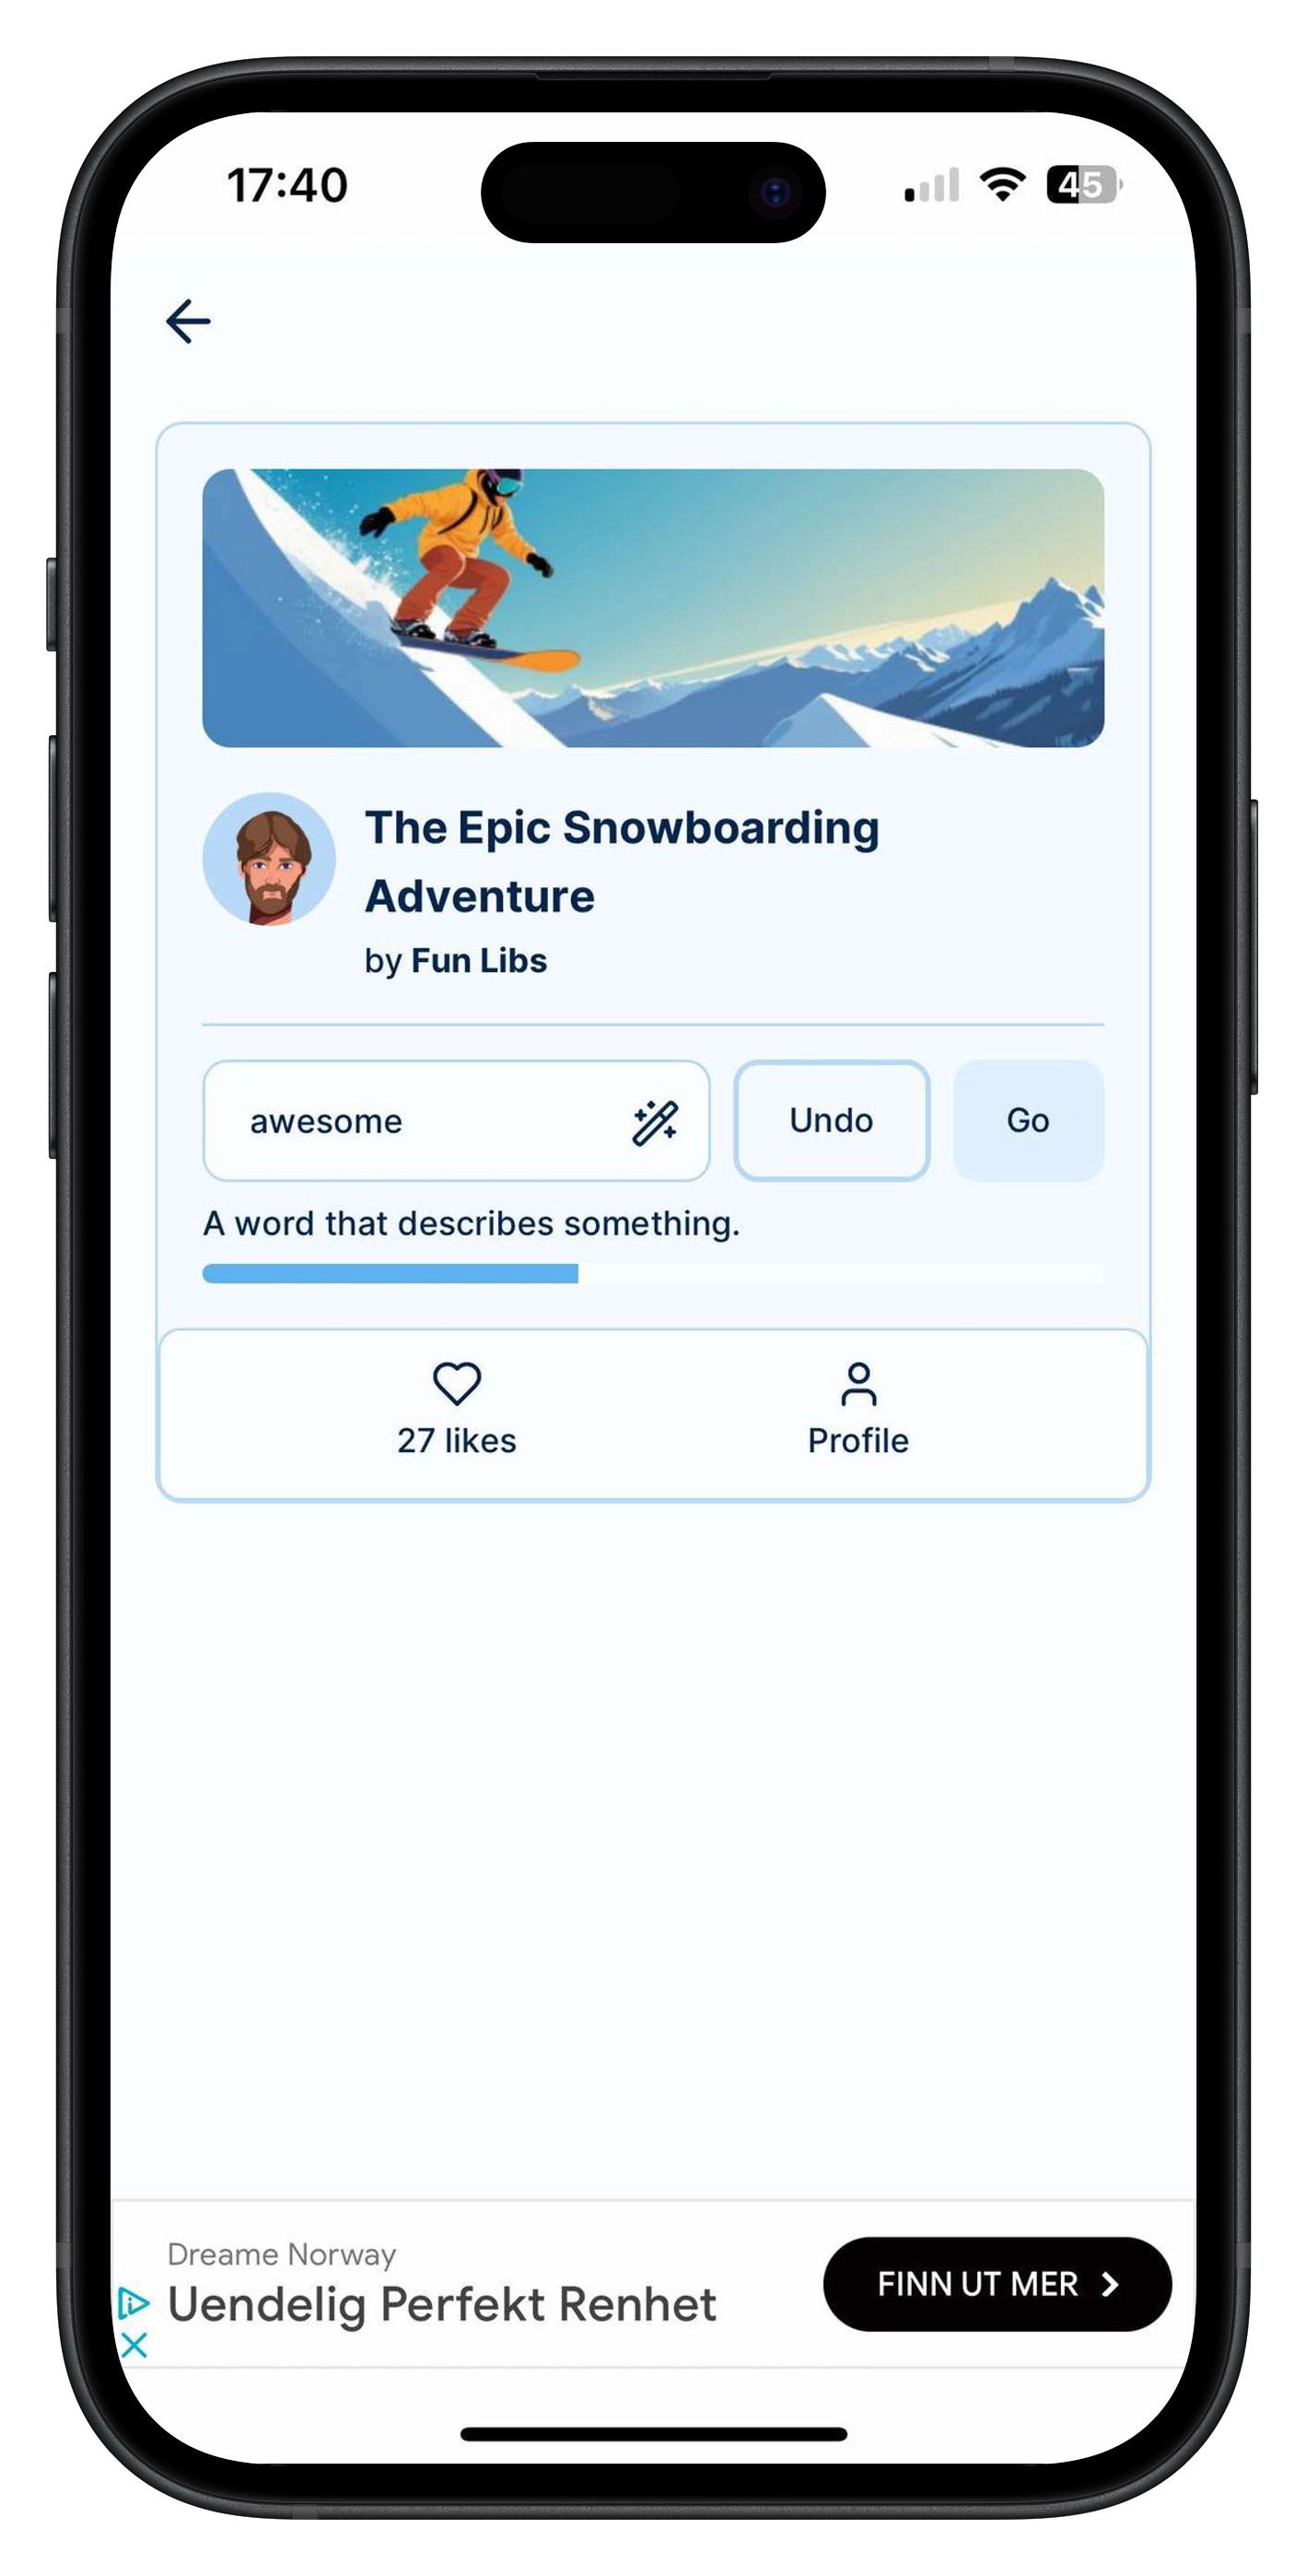 17:40
45
The Epic Snowboarding
Adventure
by Fun Libs
awesome
Undo
Go
A word that describes something.
27 likes
Profile
Dreame Norway
Uendelig Perfekt Renhet
FINN UT MER